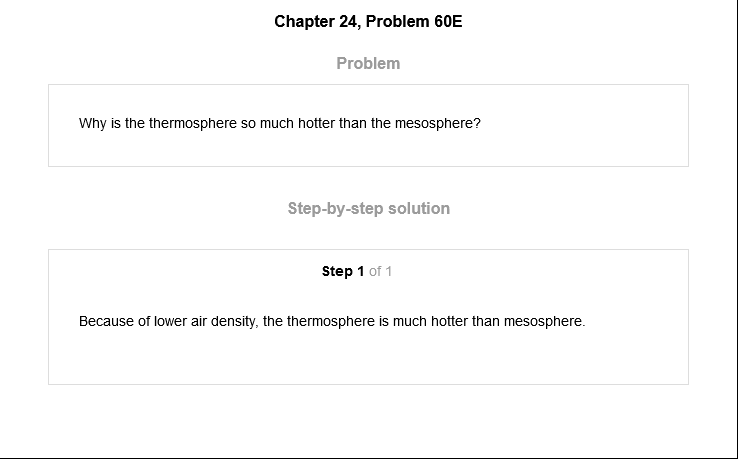 Chapter 24, Problem 60E
Problem
Why is the thermosphere so much hotter than the mesosphere?
Step-by-step solution
Step 1 of 1
Because of lower air density, the thermosphere is much hotter than mesosphere.